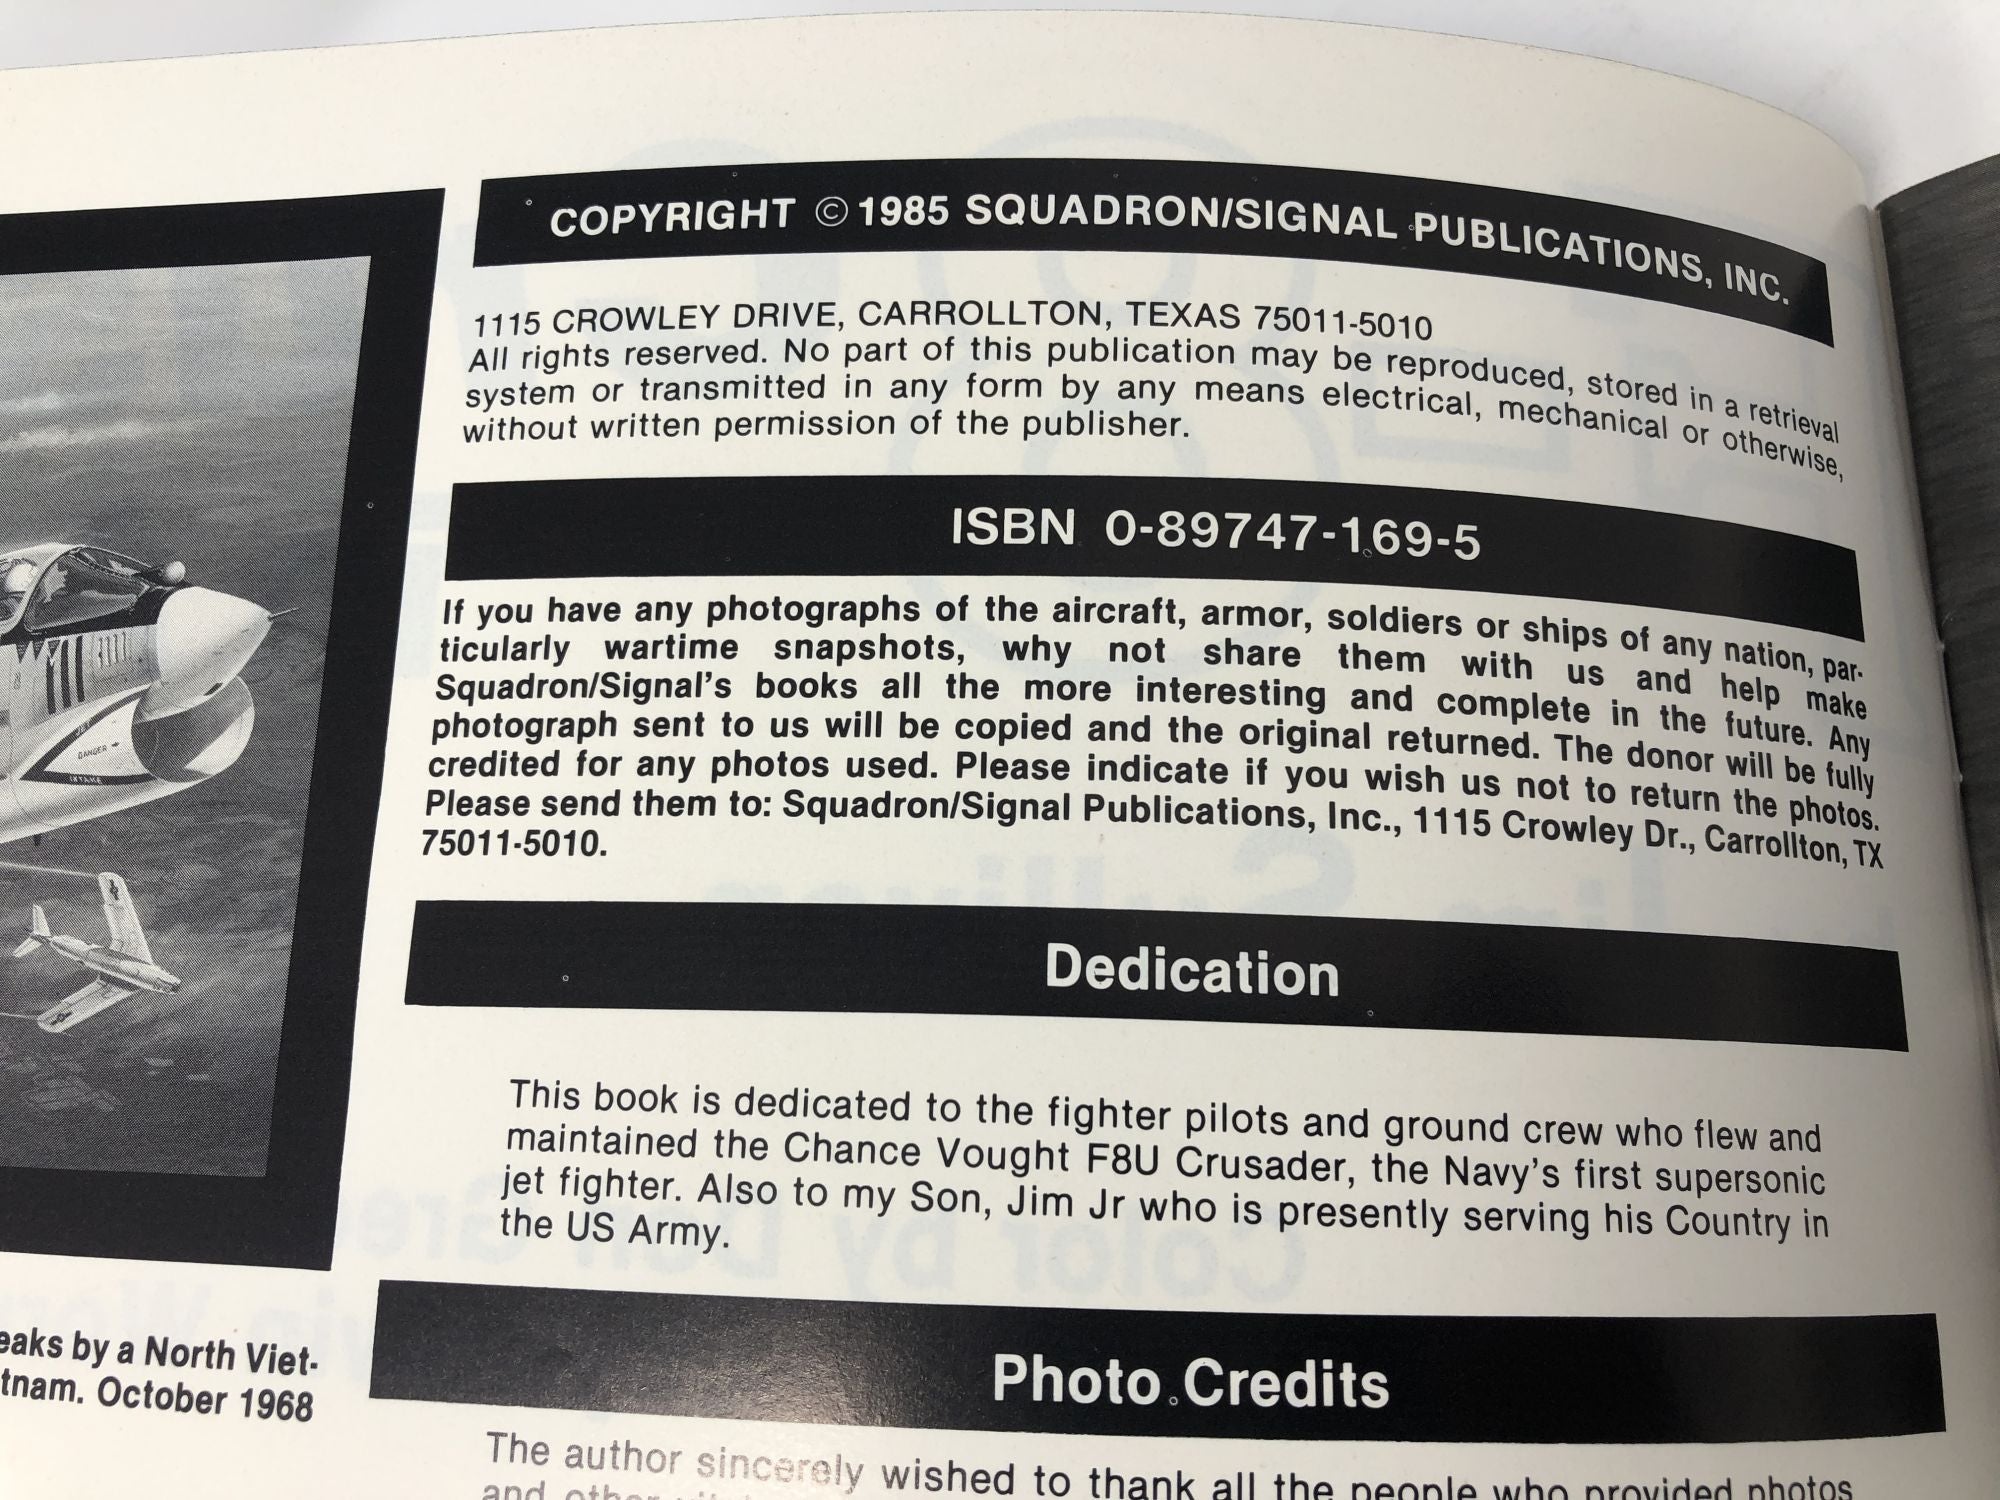 COPYRIGHT © 1985 SQUADRON/SIGNAL PUBLICATIONS, INC.
1115 CROWLEY DRIVE, CARROLLTON, TEXAS 75011-5010
All rights reserved. No part of this publication may be reproduced, stored in a retrieval
system or transmitted in any form by any means electrical, mechanical or otherwise,
without written permission of the publisher.
ISBN 0-89747-169-5
If you have any photographs of the aircraft, armor, soldiers or ships of any nation, par-
ticularly wartime snapshots, why not share them with us and help make
Squadron/Signal's books all the more interesting and complete in the future. Any
photograph sent to us will be copied and the original returned. The donor will be fully
credited for any photos used. Please indicate if you wish us not to return the photos.
Please send them to: Squadron/Signal Publications, Inc., 1115 Crowley Dr., Carrollton, TX
75011-5010.
Dedication
This book is dedicated to the fighter pilots and ground crew who flew and
maintained the Chance Vought F8U Crusader, the Navy's first supersonic
jet fighter. Also to my Son, Jim Jr who is presently serving his Country in
the US Army.
Photo Credits
The author sincerely wished to thank all the people who provided photos
and other
DANGER
INTAKE
eaks by a North Viet-
tnam. October 1968